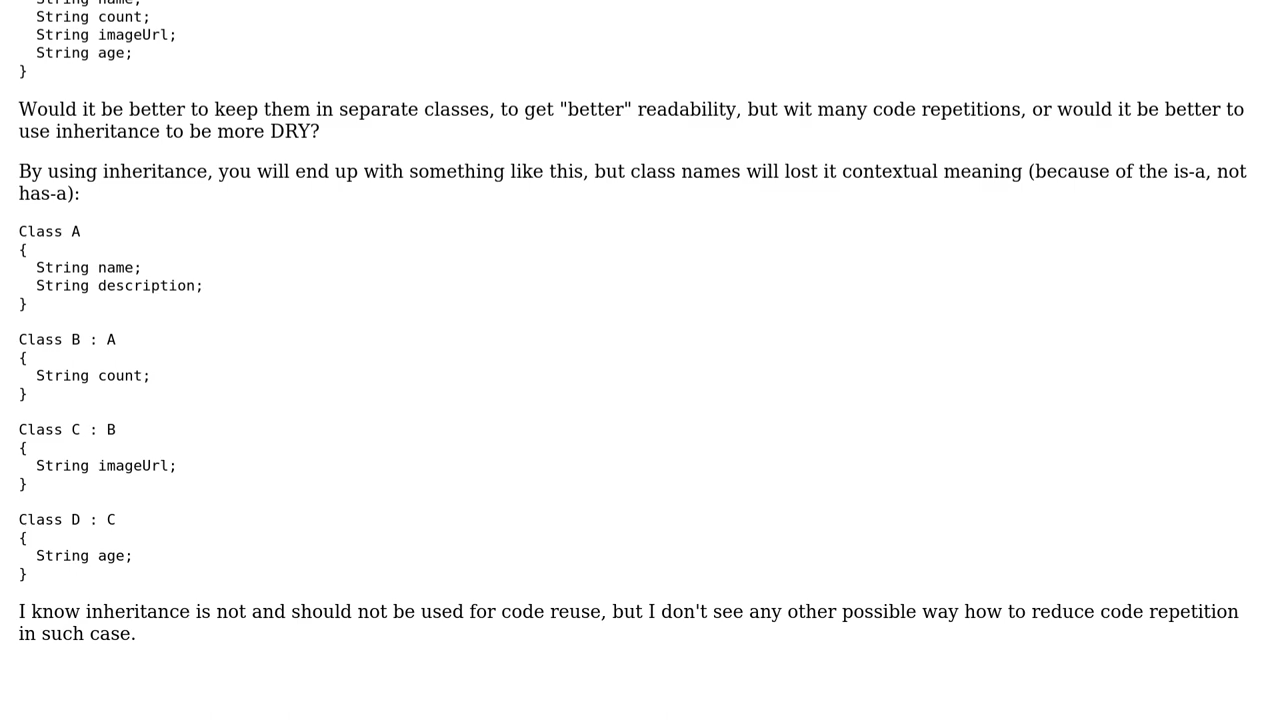 String name;
String count;
String imageUrl;
String age;
}
Would it be better to keep them in separate classes, to get "better" readability, but wit many code repetitions, or would it be better to
use inheritance to be more DRY?
By using inheritance, you will end up with something like this, but class names will lost it contextual meaning (because of the is-a, not
has-a):
Class A
{
String name;
String description;
}
Class B : A
{
String count;
}
Class C : B
{
String imageUrl;
}
Class D : C
{
String age;
}
I know inheritance is not and should not be used for code reuse, but I don't see any other possible way how to reduce code repetition
in such case.